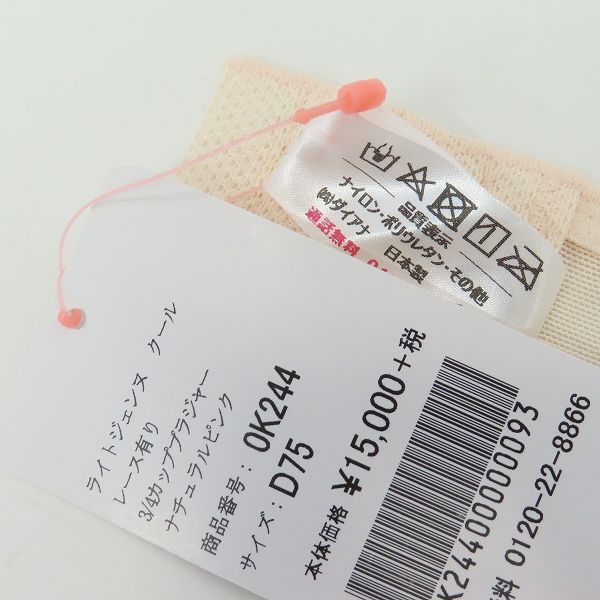 品質表示
ナイロン・ポリウレタン・その他
㈱ダイアナ 日本製
通話無料
ライトジェンヌ クール
レース有り
3/4カップブラジャー
ナチュラルピンク
商品番号: OK244
サイズ: D75
本体価格 ¥15,000+税
K24400000093
料 0120-22-8866